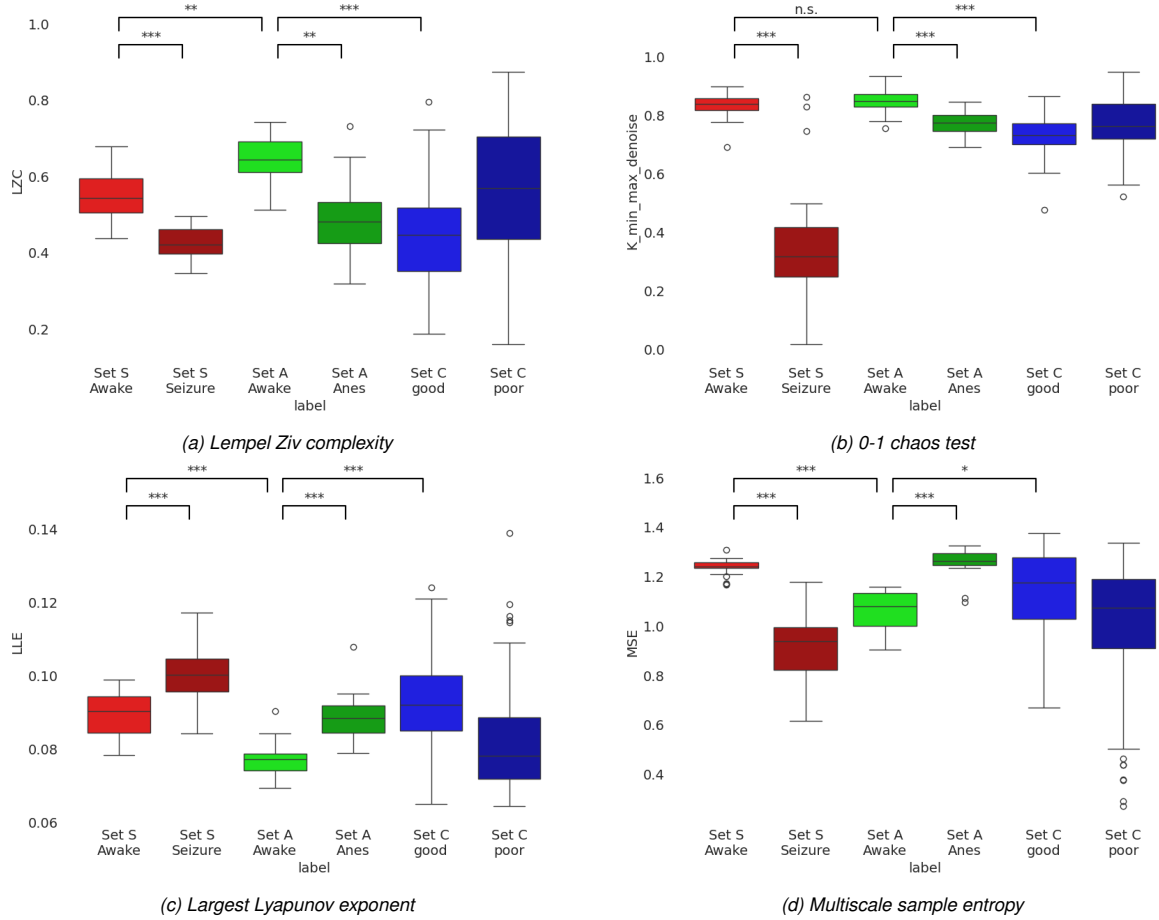 ** ***
*** **
1.0
0.8
0.6
0.4
0.2
LZC
Set S Set S Set A Set A Set C Set C
Awake Seizure Awake Anes good poor
label
(a) Lempel Ziv complexity
n.s. ***
*** ***
1.0
0.8
0.6
0.4
0.2
0.0
K_min_max_denoise
Set S Set S Set A Set A Set C Set C
Awake Seizure Awake Anes good poor
label
(b) 0-1 chaos test
*** ***
*** ***
0.14
0.12
0.10
0.08
0.06
LLE
Set S Set S Set A Set A Set C Set C
Awake Seizure Awake Anes good poor
label
(c) Largest Lyapunov exponent
1.6
*** *
*** ***
1.4
1.2
1.0
0.8
0.6
0.4
MSE
Set S Set S Set A Set A Set C Set C
Awake Seizure Awake Anes good poor
label
(d) Multiscale sample entropy